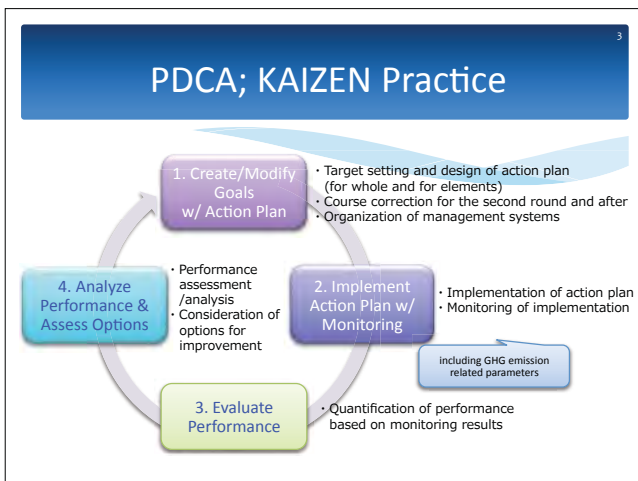 3
PDCA; KAIZEN Practice
1. Create/Modify
Goals
w/ Action Plan
・Target setting and design of action plan
(for whole and for elements)
・Course correction for the second round and after
・Organization of management systems
2. Implement
Action Plan w/
Monitoring
・Implementation of action plan
・Monitoring of implementation
including GHG emission
related parameters
3. Evaluate
Performance
・Quantification of performance
based on monitoring results
4. Analyze
Performance &
Assess Options
・Performance
assessment
/analysis
・Consideration of
options for
improvement